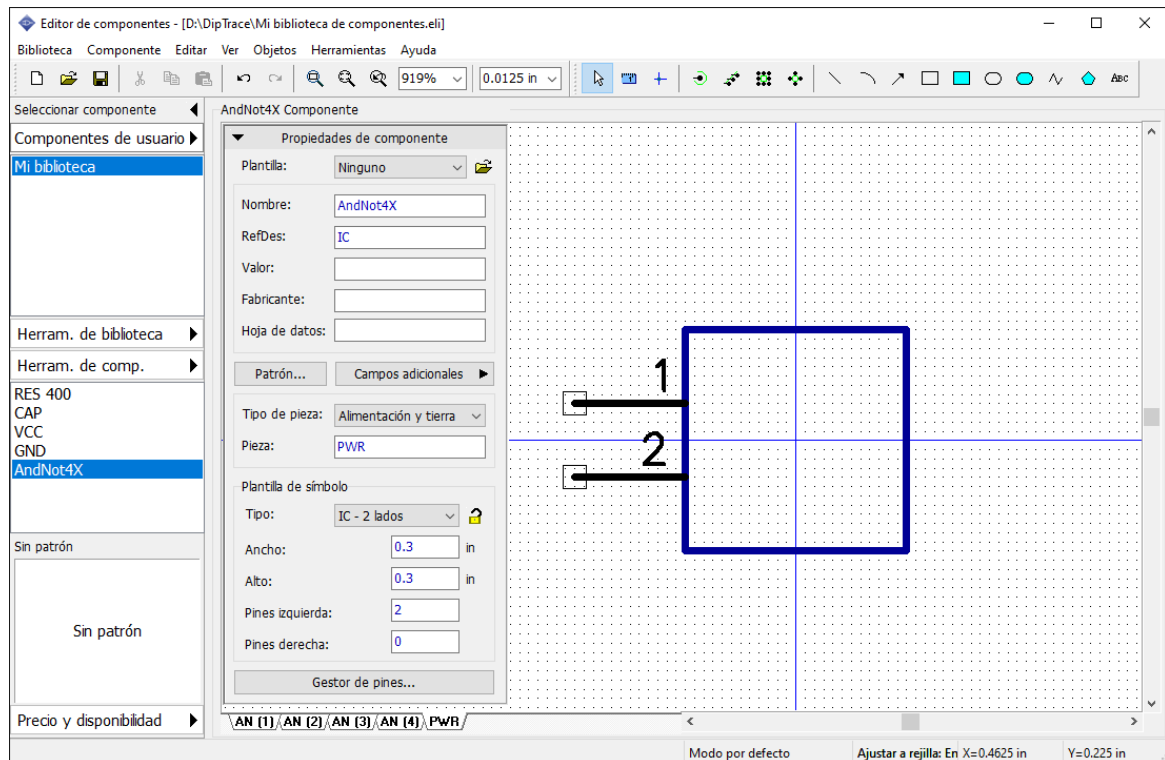 Editor de componentes - [D:\DipTrace\Mi biblioteca de componentes.eli]
Biblioteca Componente Editar Ver Objetos Herramientas Ayuda
919% 0.0125 in ABC
Seleccionar componente
Componentes de usuario
Mi biblioteca
Herram. de biblioteca
Herram. de comp.
RES 400
CAP
VCC
GND
AndNot4X
Sin patrón
Sin patrón
Precio y disponibilidad
AndNot4X Componente
Propiedades de componente
Plantilla: Ninguno
Nombre: AndNot4X
RefDes: IC
Valor:
Fabricante:
Hoja de datos:
Patrón... Campos adicionales
Tipo de pieza: Alimentación y tierra
Pieza: PWR
Plantilla de símbolo
Tipo: IC - 2 lados
Ancho: 0.3 in
Alto: 0.3 in
Pines izquierda: 2
Pines derecha: 0
Gestor de pines...
1
2
AN (1) AN (2) AN (3) AN (4) PWR
Modo por defecto Ajustar a rejilla: En X=0.4625 in Y=0.225 in